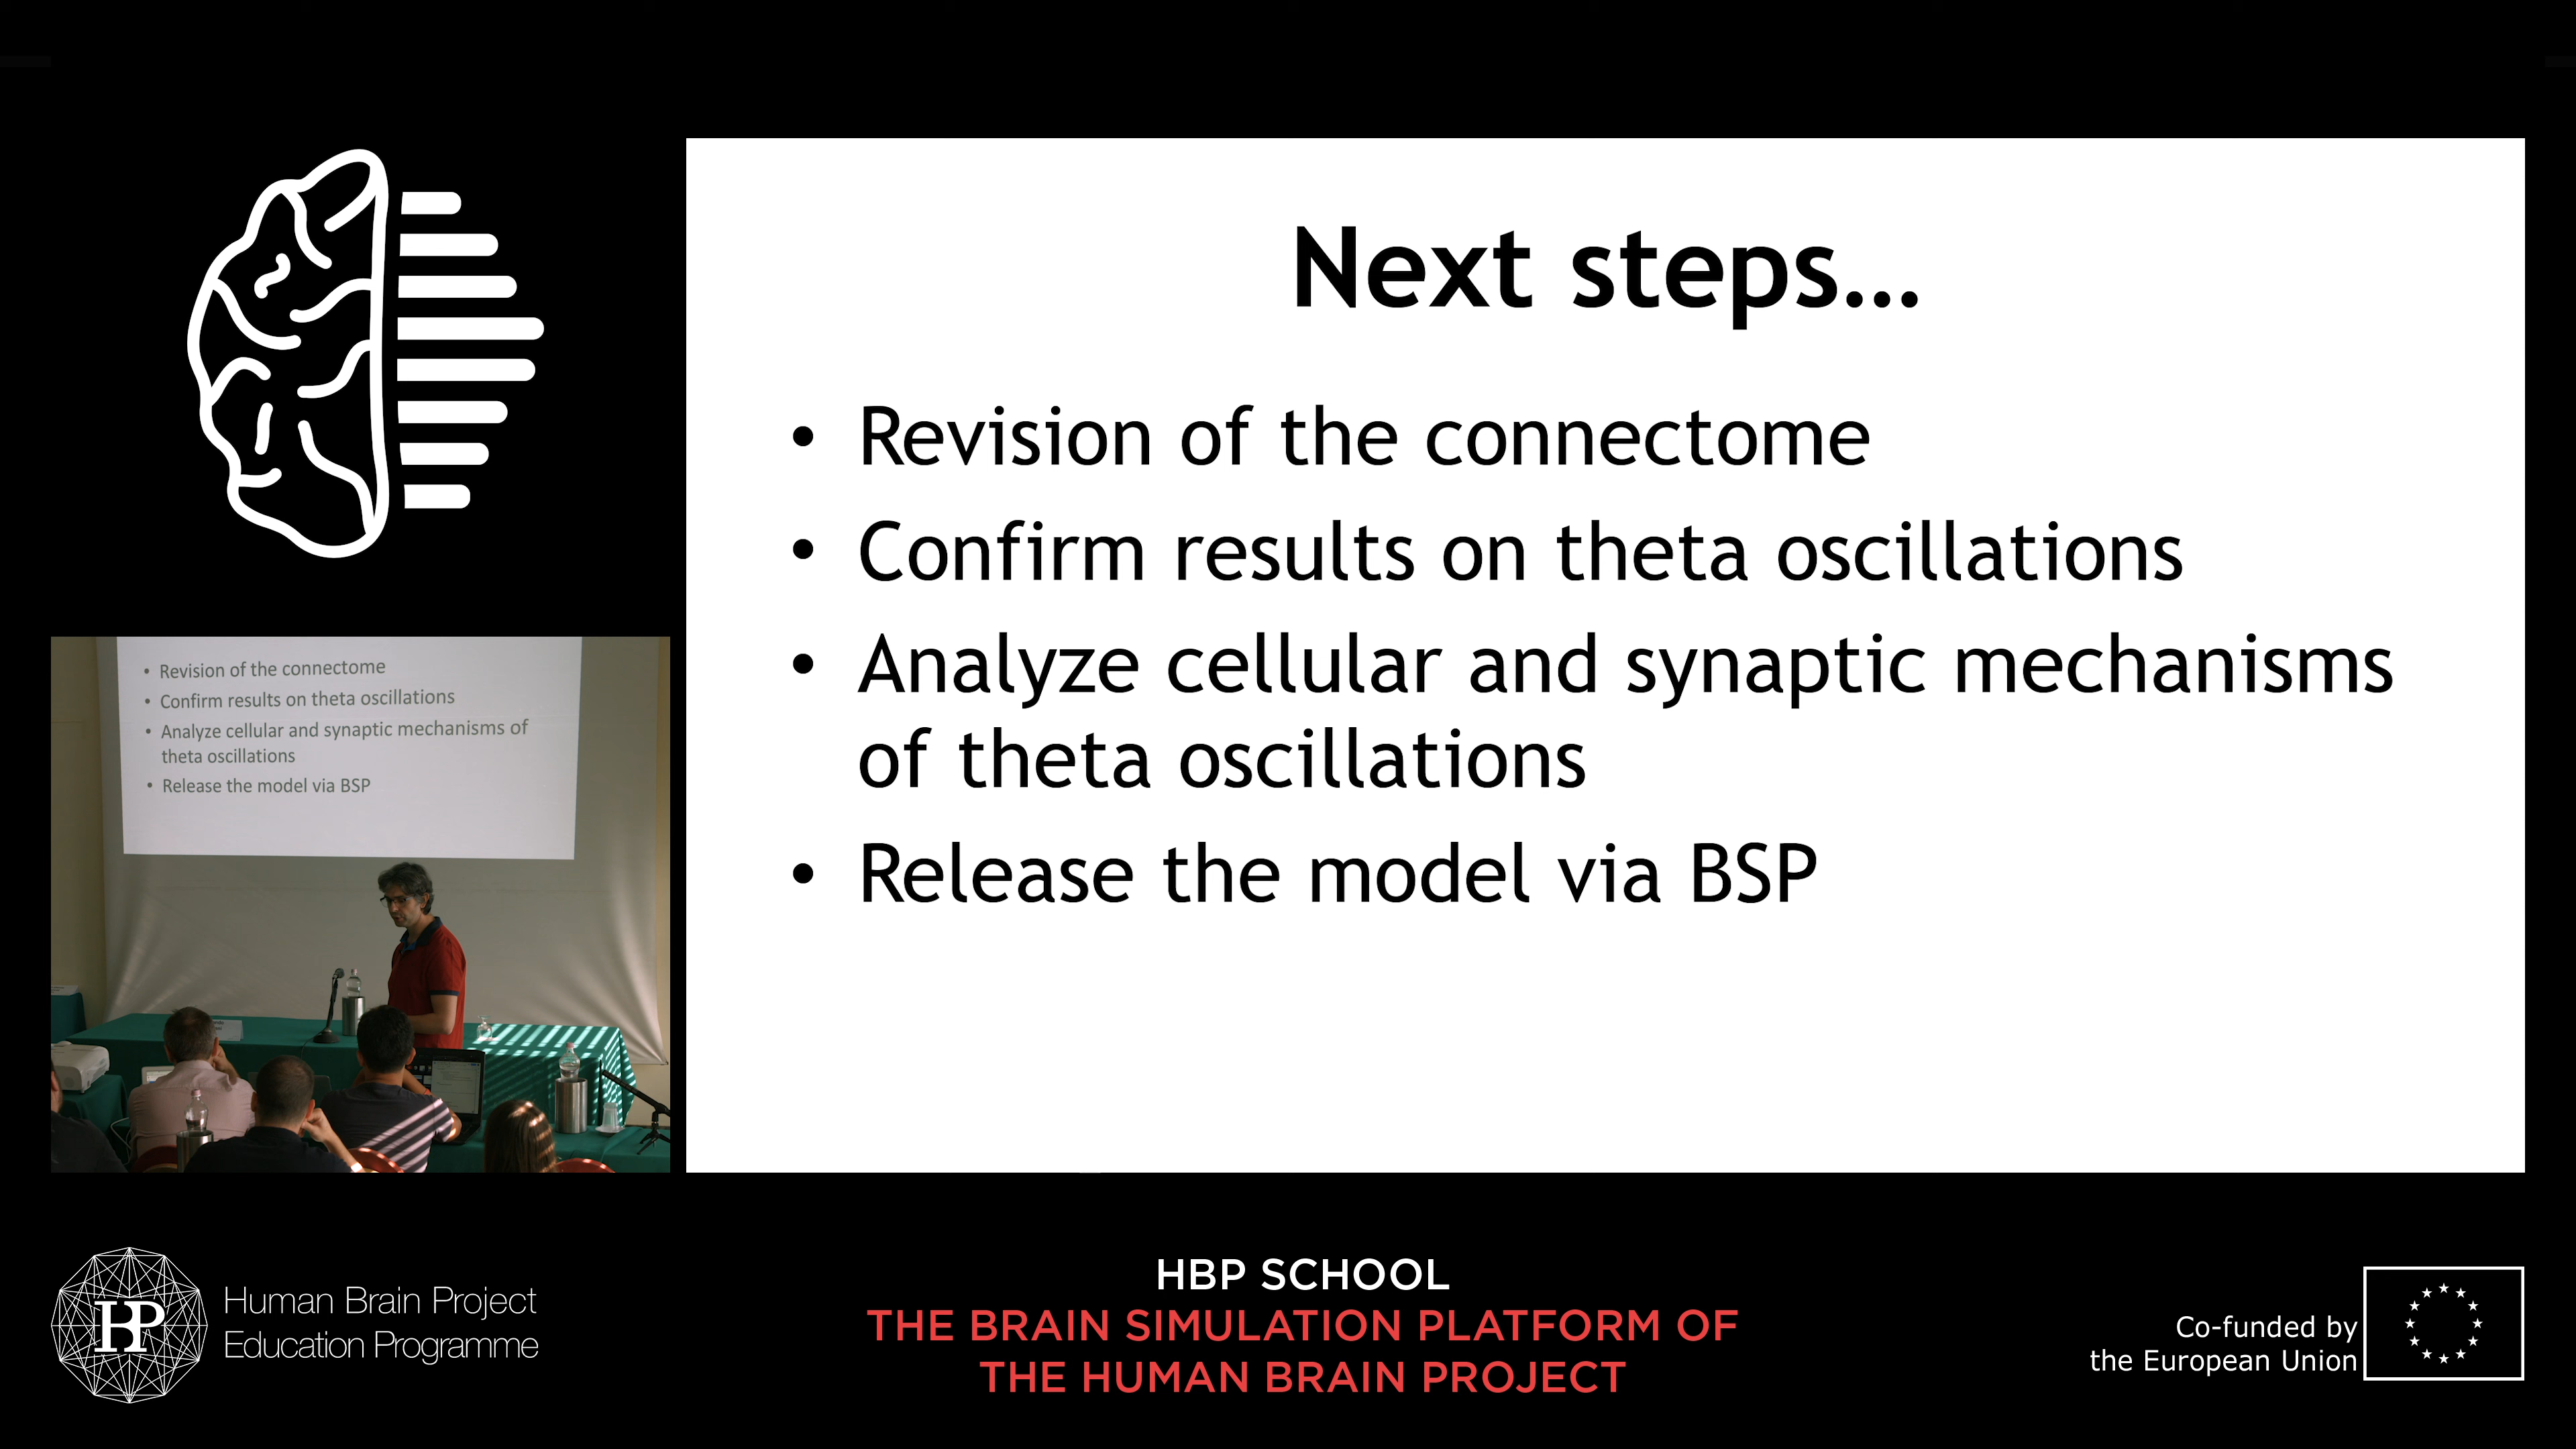 Next steps...
• Revision of the connectome
• Confirm results on theta oscillations
• Analyze cellular and synaptic mechanisms
of theta oscillations
• Release the model via BSP
• Revision of the connectome
• Confirm results on theta oscillations
• Analyze cellular and synaptic mechanisms of
theta oscillations
• Release the model via BSP
HBP
Human Brain Project
Education Programme
HBP SCHOOL
THE BRAIN SIMULATION PLATFORM OF
THE HUMAN BRAIN PROJECT
Co-funded by
the European Union